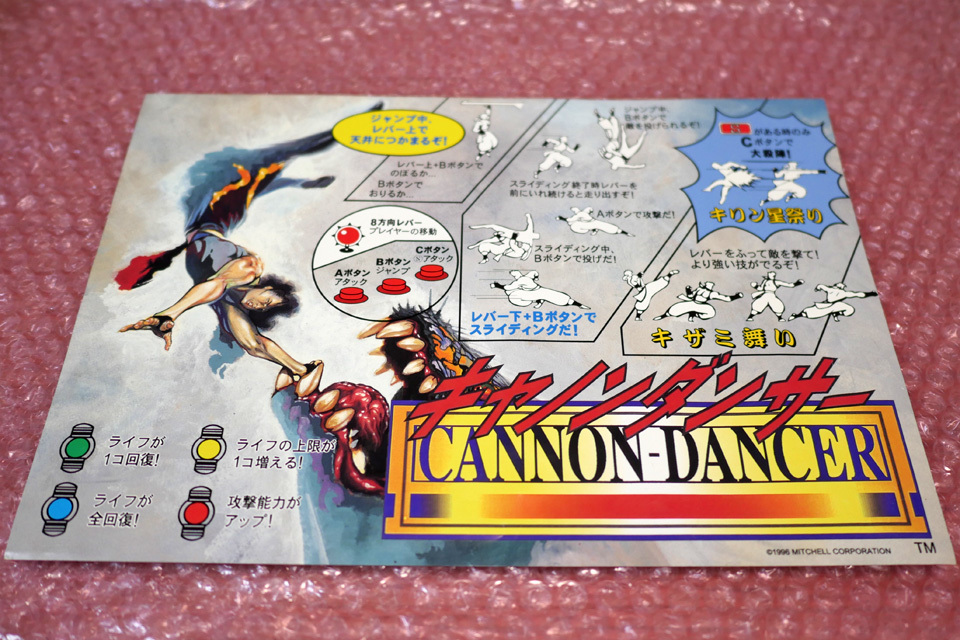 ジャンプ中、
レバー上で
天井につかまるぞ!
レバー上+Bボタンで
のぼるか…
Bボタンで
おりるか…
ジャンプ中、
Bボタンで
敵を投げられるぞ!
スライディング終了時レバーを
前にいれ続けると走り出すぞ!
Aボタンで攻撃だ!
スライディング中、
Bボタンで投げだ!
レバー下+Bボタンで
スライディングだ!
がある時のみ
Cボタンで
キリン星祭り
レバーをふって敵を撃て!
より強い技がでるぞ!
キザミ舞い
8方向レバー
プレイヤーの移動
Aボタン
アタック
Bボタン
ジャンプ
Cボタン
アタック
ライフが
1コ回復!
ライフの上限が
1コ増える!
ライフが
全回復!
攻撃能力が
アップ!
キャノンダンサー
CANNON-DANCER
©1996 MITCHELL CORPORATION
TM